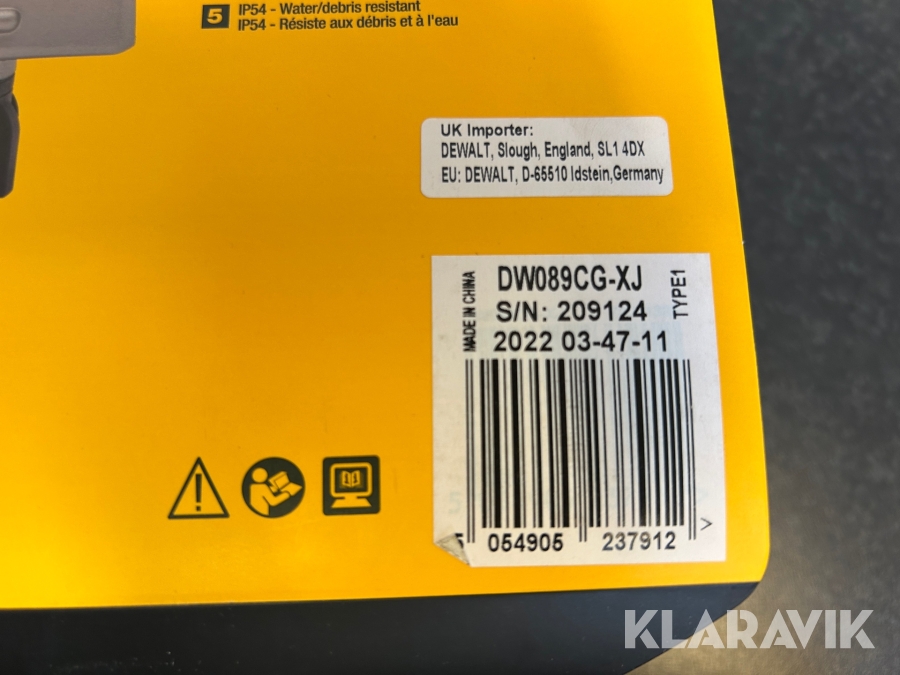 5 IP54 - Water/debris resistant
IP54 - Résiste aux débris et à l'eau
UK Importer:
DEWALT, Slough, England, SL1 4DX
EU: DEWALT, D-65510 Idstein,Germany
MADE IN CHINA
DW089CG-XJ
S/N: 209124
2022 03-47-11
TYPE1
5 054905 237912 >
KLARAVIK